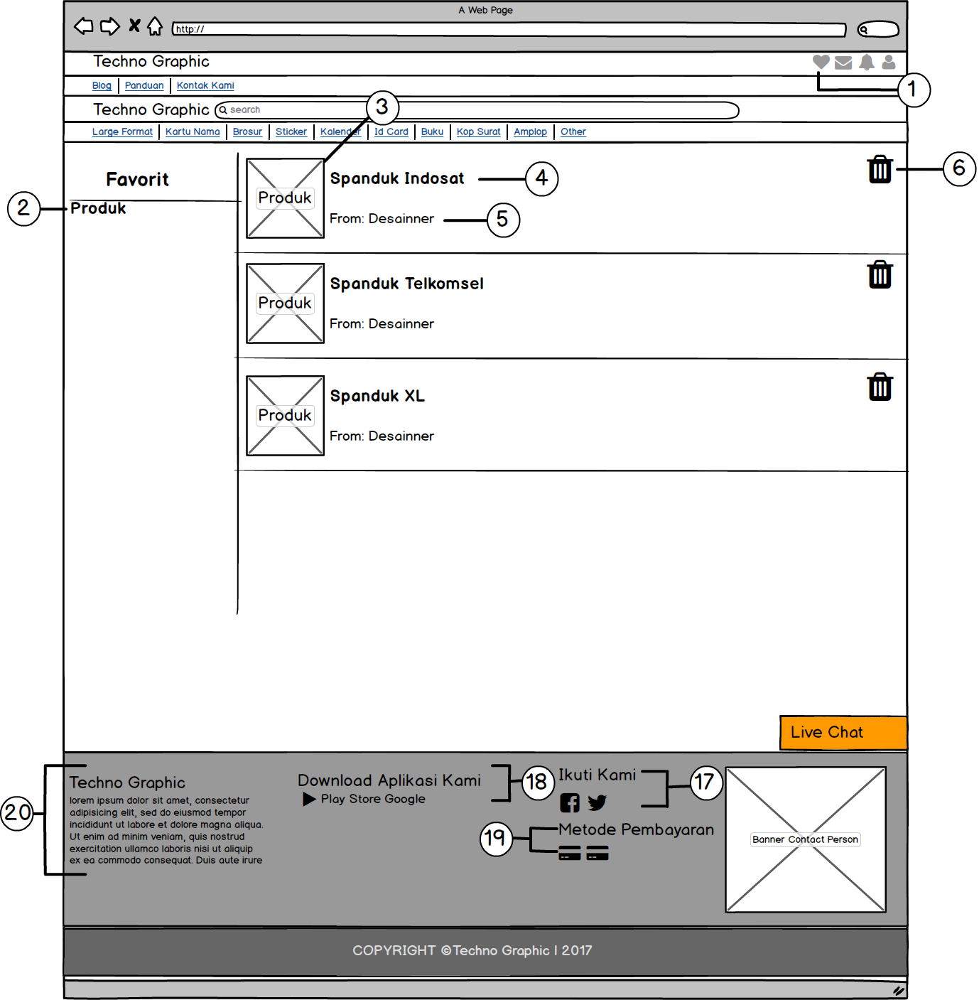 A Web Page
http://
Techno Graphic
1
Blog Panduan Kontak Kami
Techno Graphic search
3
Large Format Kartu Nama Brosur Sticker Kalender Id Card Buku Kop Surat Amplop Other
Favorit
2
Produk
Produk
Spanduk Indosat
4
6
From: Desainner
5
Produk
Spanduk Telkomsel
From: Desainner
Produk
Spanduk XL
From: Desainner
Live Chat
20
Techno Graphic
lorem ipsum dolor sit amet, consectetur
adipisicing elit, sed do eiusmod tempor
incididunt ut labore et dolore magna aliqua.
Ut enim ad minim veniam, quis nostrud
exercitation ullamco laboris nisi ut aliquip
ex ea commodo consequat. Duis aute irure
Download Aplikasi Kami
Play Store Google
18
Ikuti Kami
17
19
Metode Pembayaran
Banner Contact Person
COPYRIGHT ©Techno Graphic | 2017